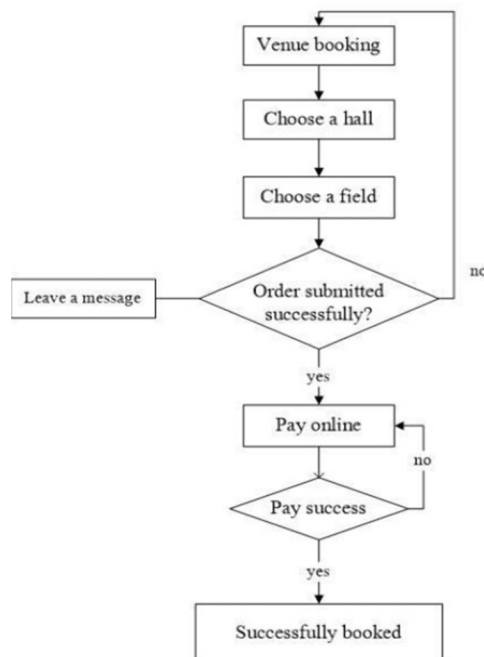 Venue booking
Choose a hall
Choose a field
Leave a message
Order submitted
successfully?
no
yes
Pay online
no
Pay success
yes
Successfully booked